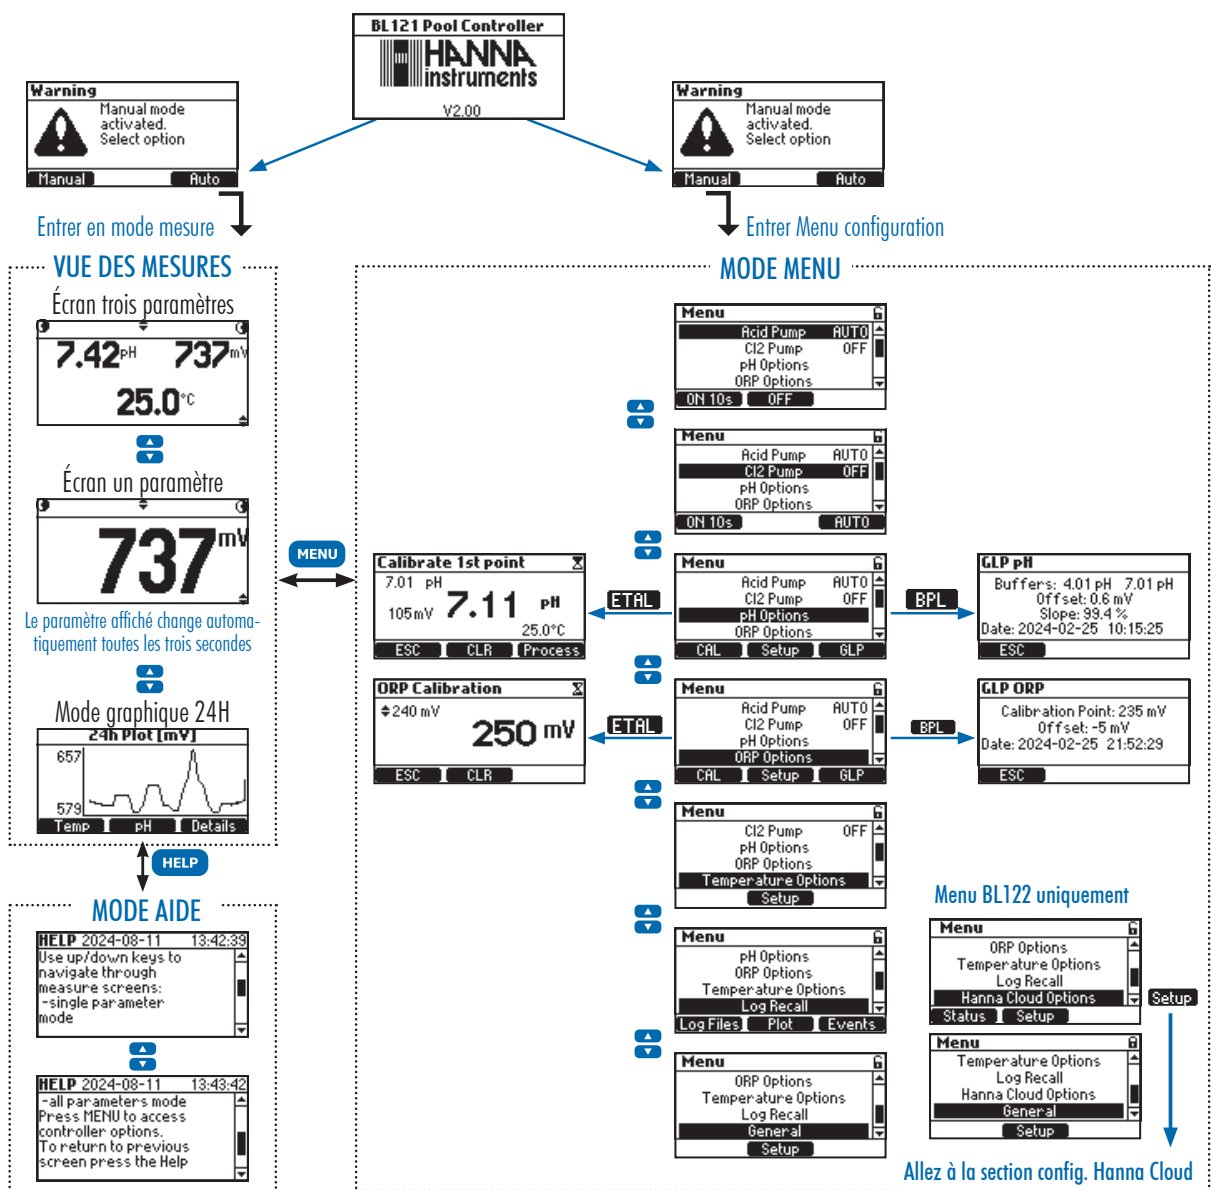 BL121 Pool Controller
HANNA
instruments
V2.00
Warning
Manual mode
activated.
Select option
Manual Auto
Entrer en mode mesure
Warning
Manual mode
activated.
Select option
Manual Auto
Entrer Menu configuration
VUE DES MESURES
Écran trois paramètres
7.42 pH 737 mV
25.0 °C
Écran un paramètre
737 mV
Le paramètre affiché change automa-
tiquement toutes les trois secondes
Mode graphique 24H
24h Plot [mV]
657
579
Temp pH Details
HELP
MODE AIDE
HELP 2024-08-11 13:42:39
Use up/down keys to
navigate through
measure screens:
-single parameter
mode
HELP 2024-08-11 13:43:42
-all parameters mode
Press MENU to access
controller options.
To return to previous
screen press the Help
MENU
MODE MENU
Menu
Acid Pump AUTO
Cl2 Pump OFF
pH Options
ORP Options
ON 10s OFF
Menu
Acid Pump AUTO
Cl2 Pump OFF
pH Options
ORP Options
ON 10s AUTO
Calibrate 1st point
7.01 pH
105 mV 7.11 pH
25.0°C
ESC CLR Process
ETAL
Menu
Acid Pump AUTO
Cl2 Pump OFF
pH Options
ORP Options
CAL Setup GLP
BPL
GLP pH
Buffers: 4.01 pH 7.01 pH
Offset: 0.6 mV
Slope: 99.4 %
Date: 2024-02-25 10:15:25
ESC
ORP Calibration
240 mV
250 mV
ESC CLR
ETAL
Menu
Acid Pump AUTO
Cl2 Pump OFF
pH Options
ORP Options
CAL Setup GLP
BPL
GLP ORP
Calibration Point: 235 mV
Offset: -5 mV
Date: 2024-02-25 21:52:29
ESC
Menu
Cl2 Pump OFF
pH Options
ORP Options
Temperature Options
Setup
Menu
pH Options
ORP Options
Temperature Options
Log Recall
Log Files Plot Events
Menu
ORP Options
Temperature Options
Log Recall
General
Setup
Menu BL122 uniquement
Menu
ORP Options
Temperature Options
Log Recall
Hanna Cloud Options
Status Setup
Setup
Menu
Temperature Options
Log Recall
Hanna Cloud Options
General
Setup
Allez à la section config. Hanna Cloud